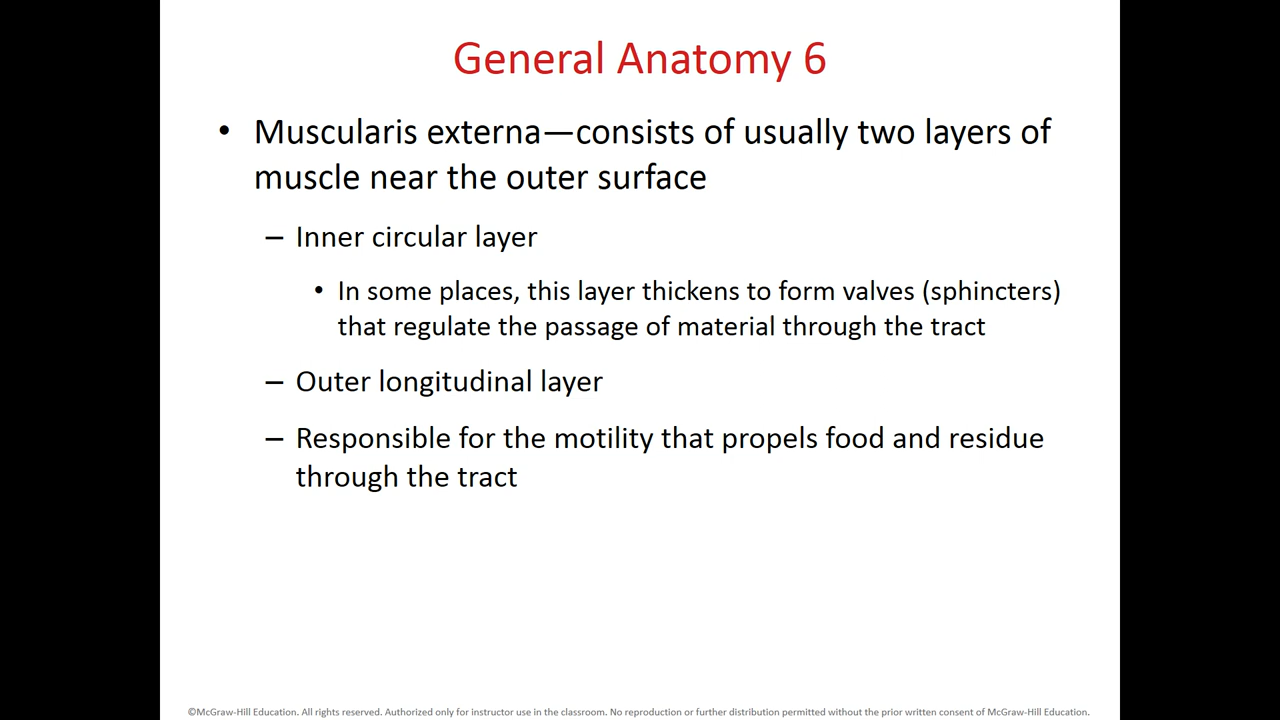 General Anatomy 6
• Muscularis externa—consists of usually two layers of
muscle near the outer surface
– Inner circular layer
• In some places, this layer thickens to form valves (sphincters)
that regulate the passage of material through the tract
– Outer longitudinal layer
– Responsible for the motility that propels food and residue
through the tract
©McGraw-Hill Education. All rights reserved. Authorized only for instructor use in the classroom. No reproduction or further distribution permitted without the prior written consent of McGraw-Hill Education.